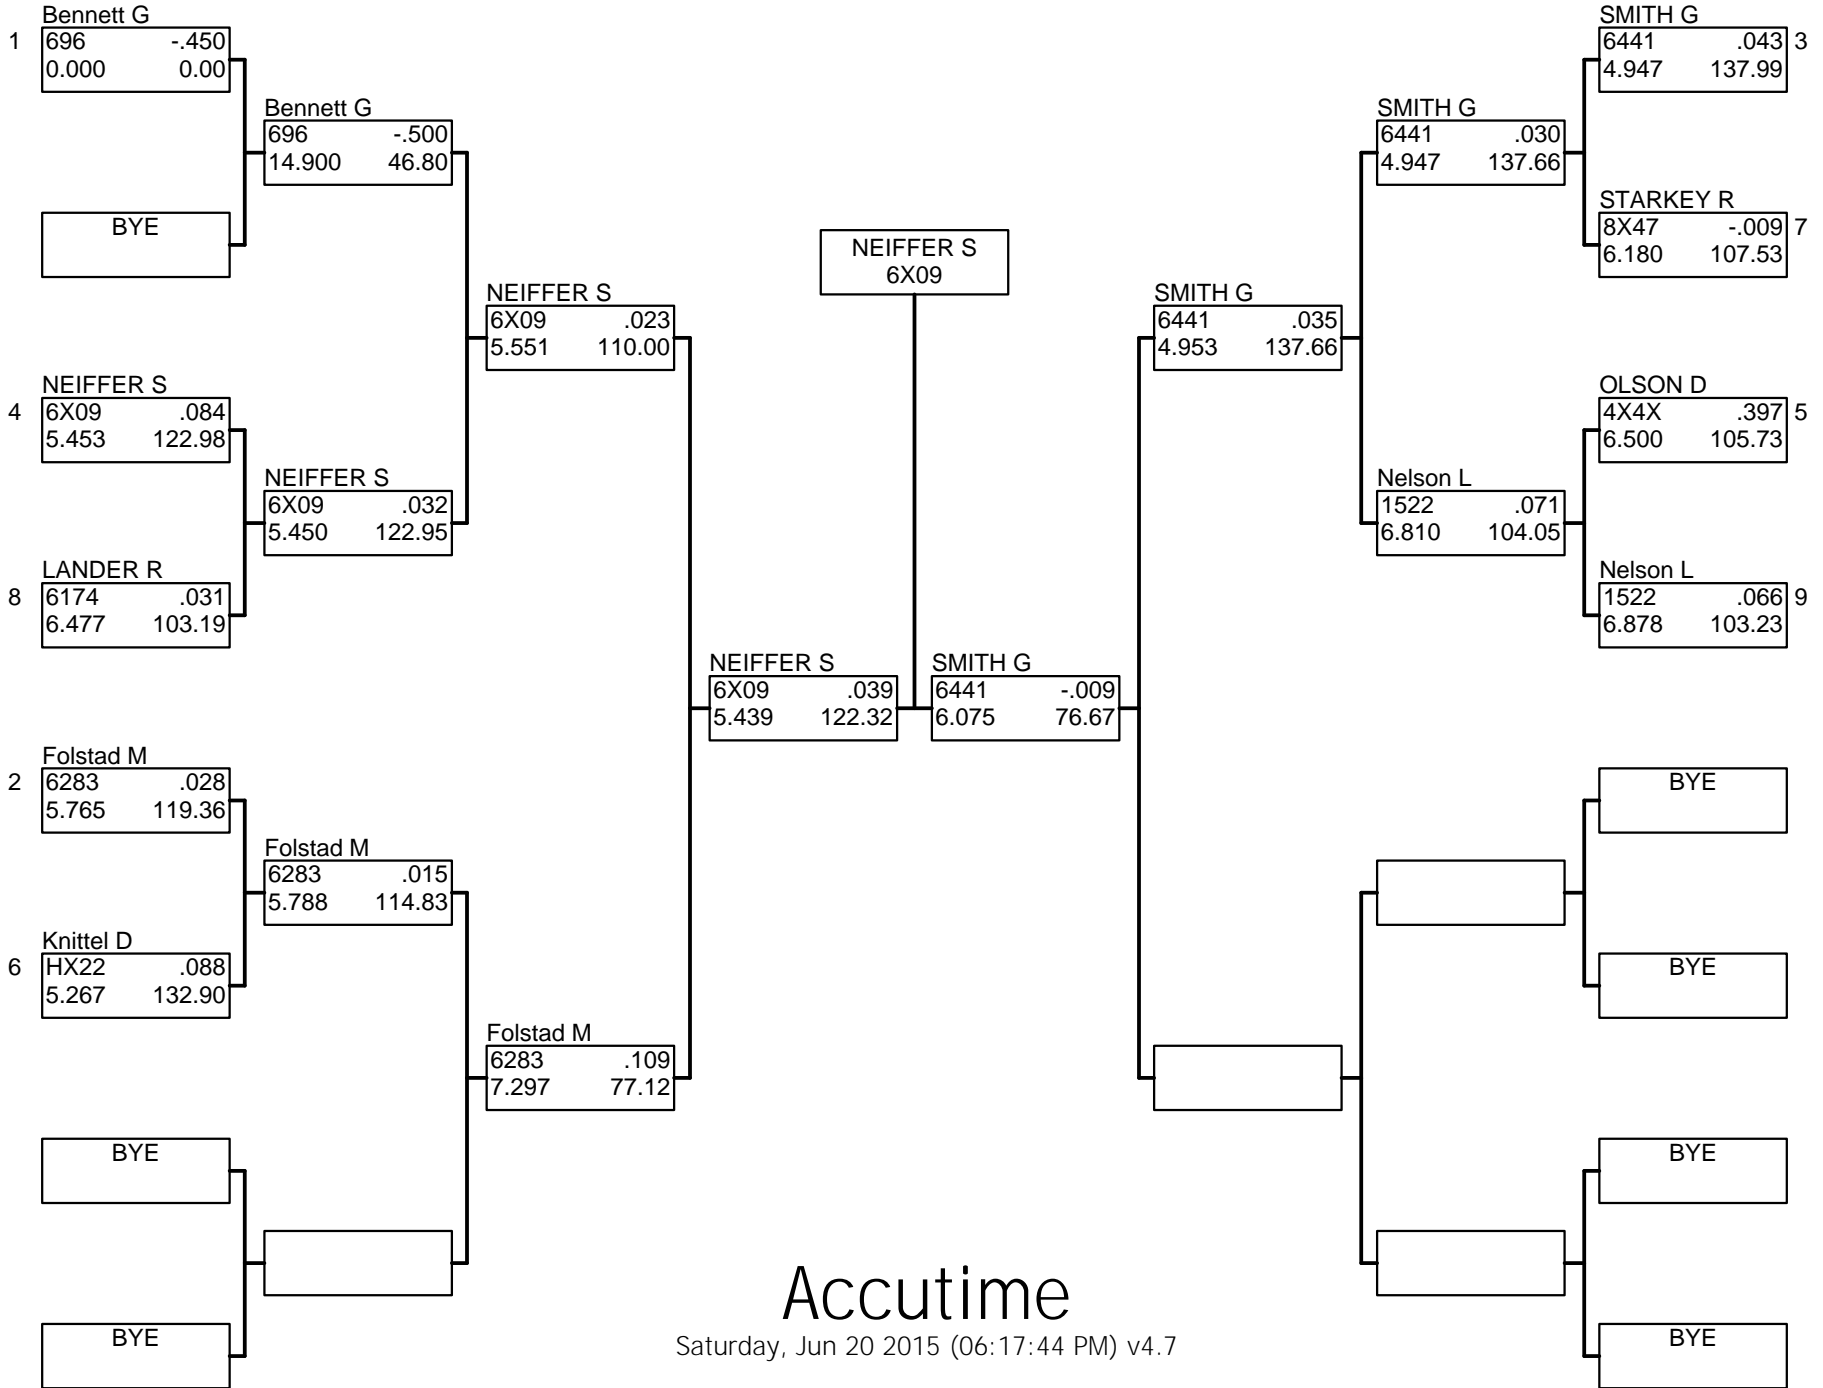 Bennett G
1 696 -.450
0.000 0.00
BYE
NEIFFER S
4 6X09 .084
5.453 122.98
LANDER R
8 6174 .031
6.477 103.19
Folstad M
2 6283 .028
5.765 119.36
Knittel D
6 HX22 .088
5.267 132.90
BYE
BYE
Bennett G
696 -.500
14.900 46.80
NEIFFER S
6X09 .032
5.450 122.95
Folstad M
6283 .015
5.788 114.83
NEIFFER S
6X09 .023
5.551 110.00
Folstad M
6283 .109
7.297 77.12
NEIFFER S
6X09 .039
5.439 122.32
NEIFFER S
6X09
SMITH G
6441 -.009
6.075 76.67
SMITH G
6441 .035
4.953 137.66
SMITH G
6441 .030
4.947 137.66
Nelson L
1522 .071
6.810 104.05
SMITH G
6441 .043 3
4.947 137.99
STARKEY R
8X47 -.009 7
6.180 107.53
OLSON D
4X4X .397 5
6.500 105.73
Nelson L
1522 .066 9
6.878 103.23
BYE
BYE
BYE
BYE
Accutime
Saturday, Jun 20 2015 (06:17:44 PM) v4.7